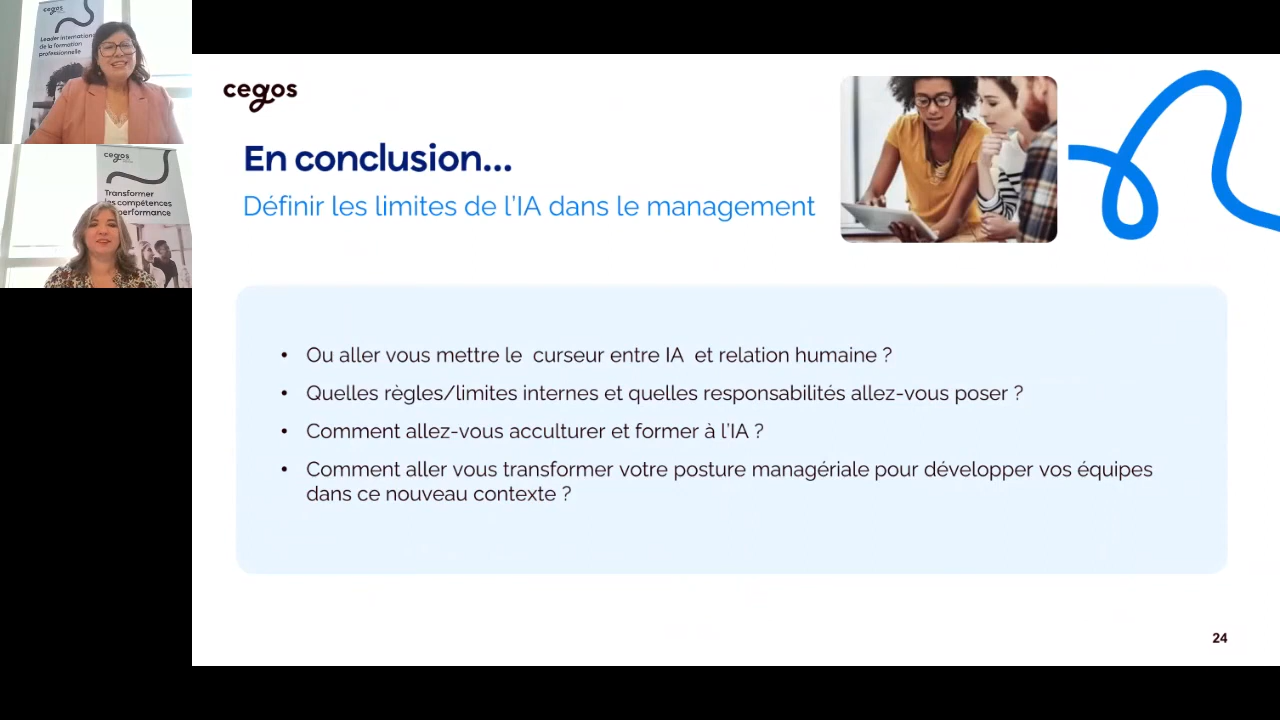 cegos
Leader international
de la formation
professionnelle
cegos
Transformer
les compétences
performance
cegos
En conclusion...
Définir les limites de l'IA dans le management
• Ou aller vous mettre le curseur entre IA et relation humaine ?
• Quelles règles/limites internes et quelles responsabilités allez-vous poser ?
• Comment allez-vous acculturer et former à l'IA ?
• Comment aller vous transformer votre posture managériale pour développer vos équipes
dans ce nouveau contexte ?
24